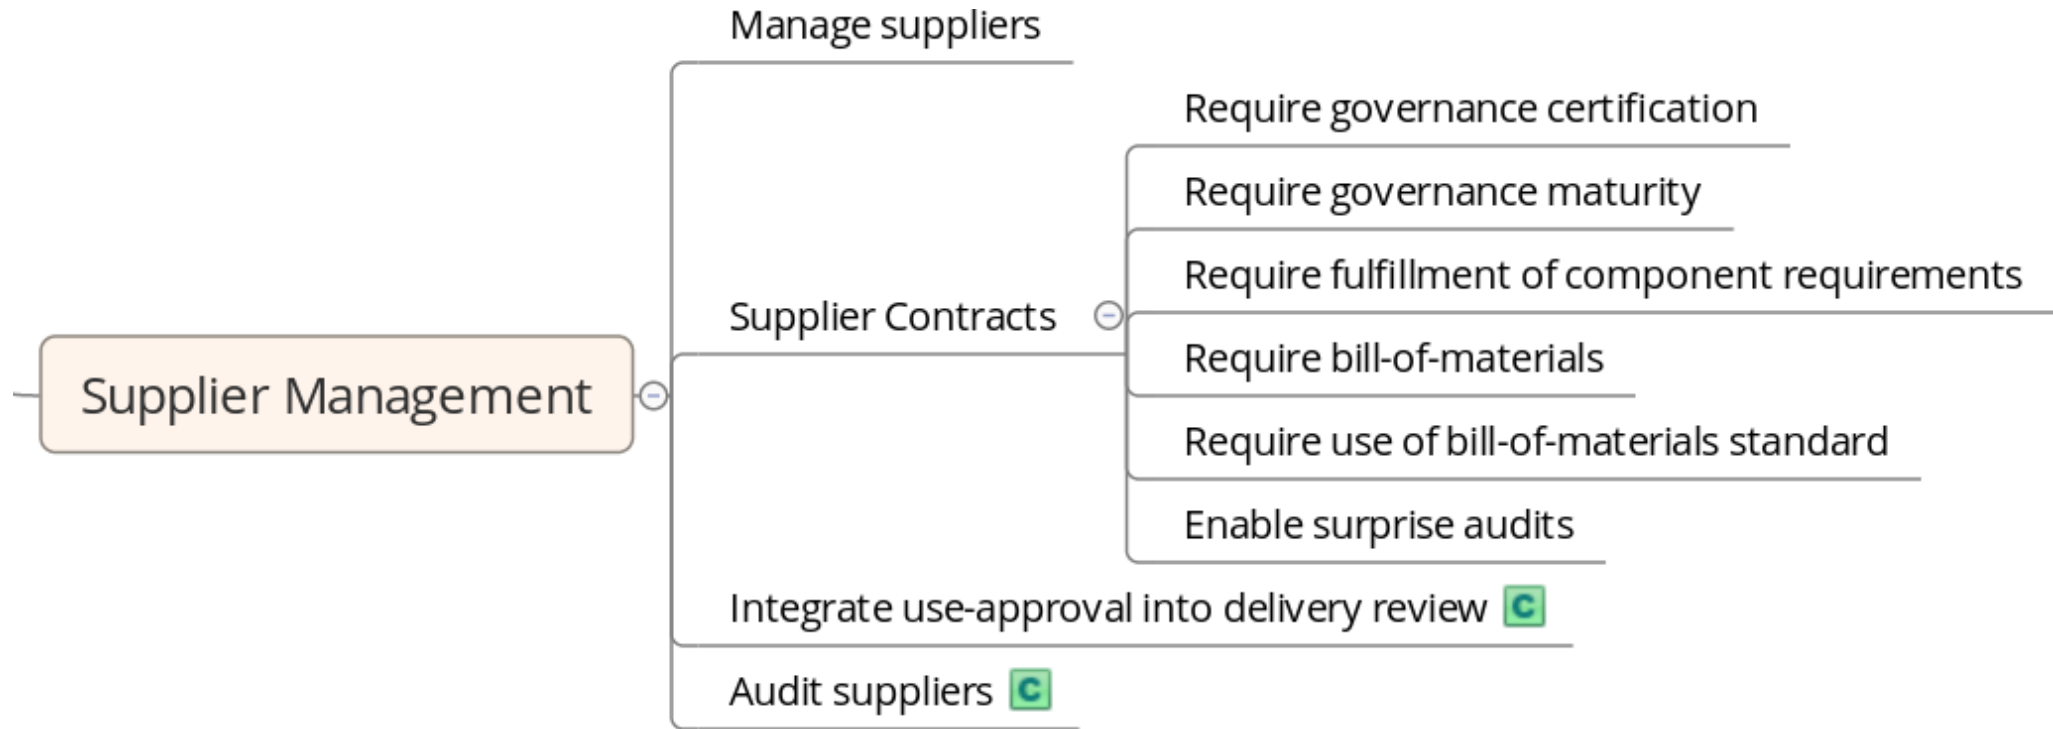 Manage suppliers
Require governance certification
Require governance maturity
Require fulfillment of component requirements
Supplier Contracts
Require bill-of-materials
Supplier Management
Require use of bill-of-materials standard
Enable surprise audits
Integrate use-approval into delivery review C
Audit suppliers C